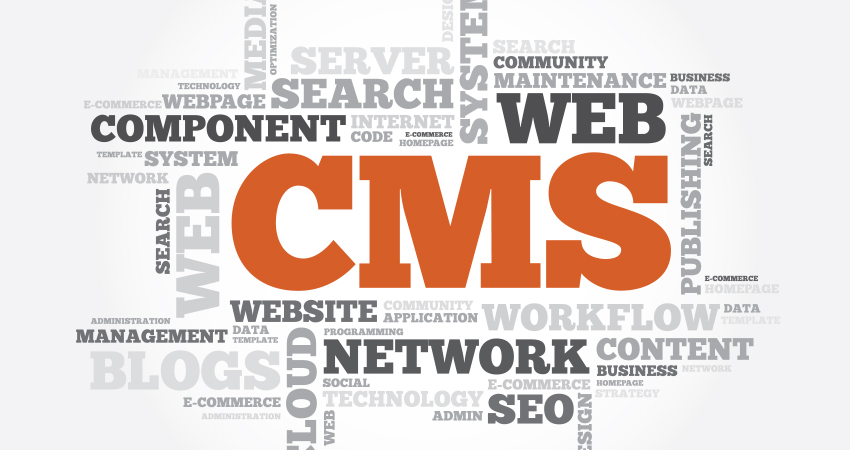 MEDIA
OPTIMIZATION
DESIG
SYSTEM
SEARCH
SERVER
COMMUNITY
MANAGEMENT
MAINTENANCE
BUSINESS
TECHNOLOGY
SEARCH
DATA
E-COMMERCE
WEBPAGE
WEB
WEBPAGE
COMPONENT
INTERNET
CODE
E-COMMERCE
HOMEPAGE
PUBLISHING
SEARCH
TEMPLATE
SYSTEM
NETWORK
SEARCH
WEB
CMS
E-COMMERCE
HOMEPAGE
WEBSITE
COMMUNITY
APPLICATION
WORKFLOW
DATA
TEMPLATE
ADMINISTRATION
MANAGEMENT
DATA
TEMPLATE
PROGRAMMING
CLOUD
NETWORK
CONTENT
BLOGS
BUSINESS
NETWORK
SOCIAL
E-COMMERCE
HOMEPAGE
STRATEGY
E-COMMERCE
TECHNOLOGY
ADMINISTRATION
WEB
ADMIN
SEO
ESIGN